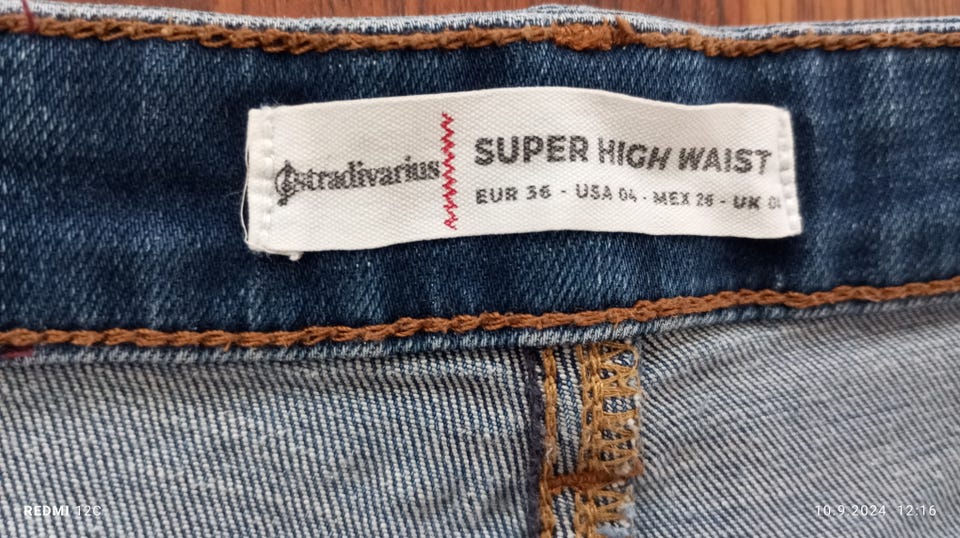 stradivarius
SUPER HIGH WAIST
EUR 36 - USA 04 - MEX 26 - UK
REDMI 12C
10.9.2024 12:16